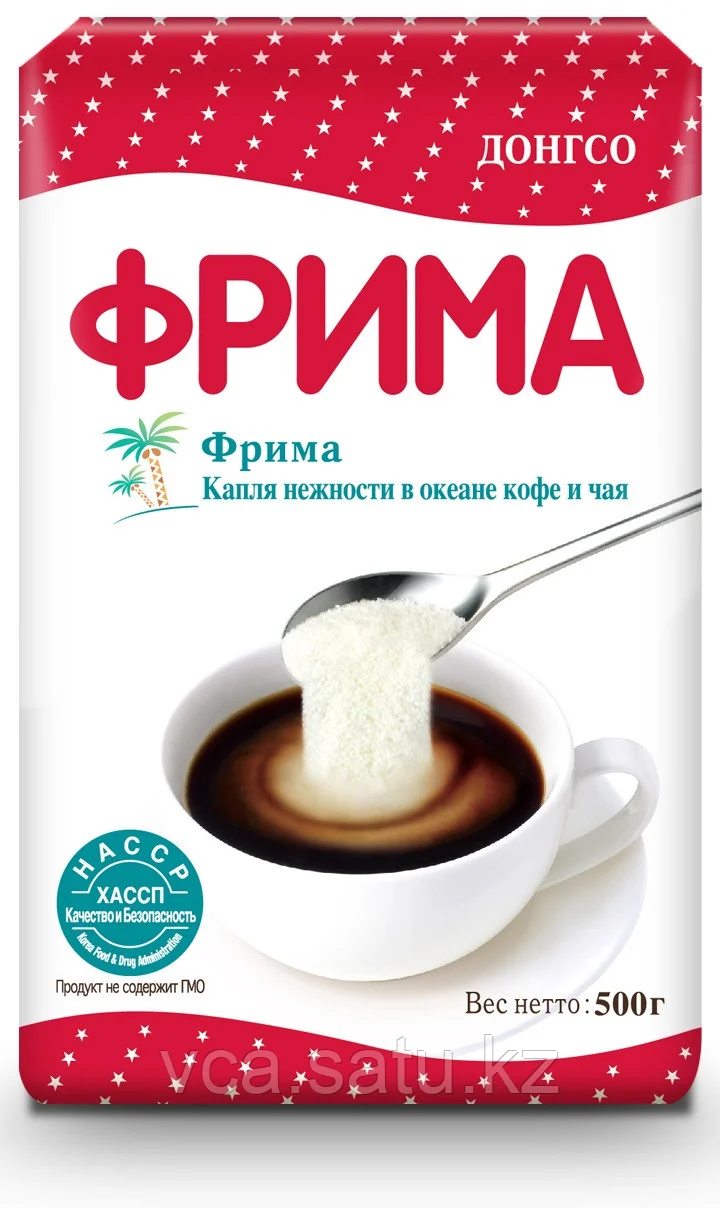 ДОНГСО
ФРИМА
Фрима
Капля нежности в океане кофе и чая
HACCP
ХАССП
Качество и Безопасность
Korea Food & Drug Administration
Продукт не содержит ГМО
Вес нетто: 500г
vca.satu.kz